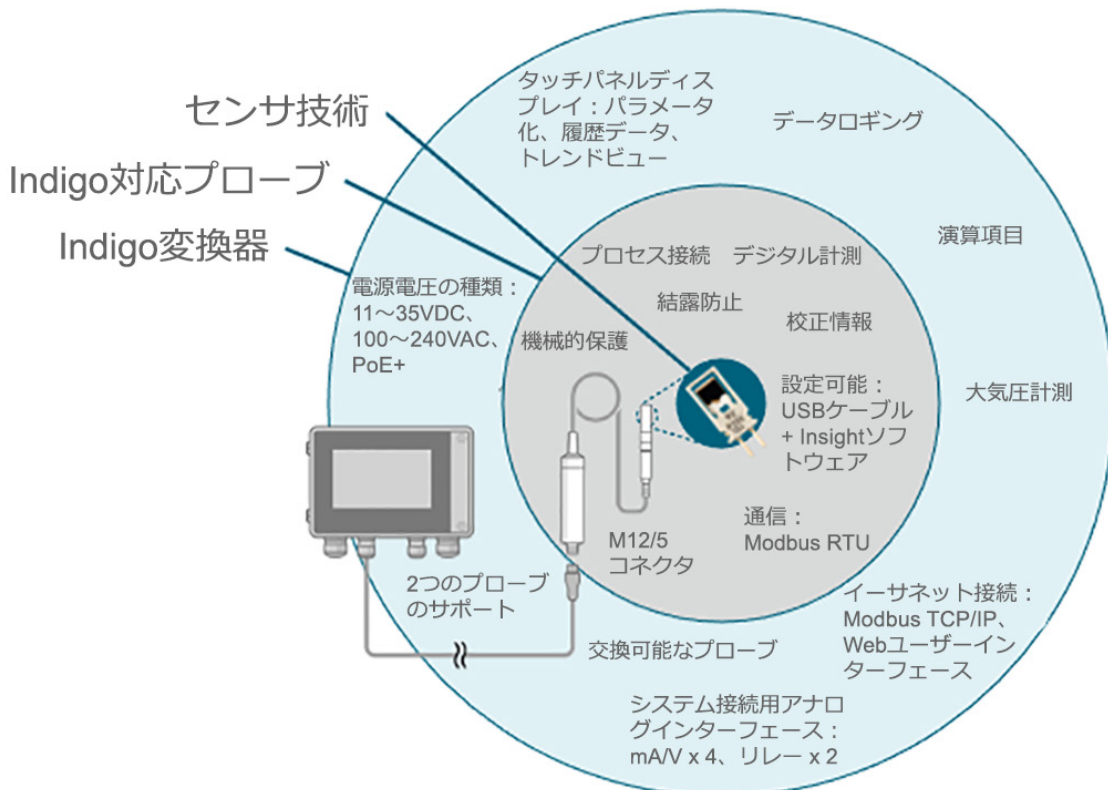 センサ技術
Indigo対応プローブ
Indigo変換器
タッチパネルディス
プレイ：パラメータ
化、履歴データ、
トレンドビュー
データロギング
演算項目
大気圧計測
電源電圧の種類：
11～35VDC、
100～240VAC、
PoE+
プロセス接続
デジタル計測
結露防止
校正情報
機械的保護
設定可能：
USBケーブル
+ Insightソフ
トウェア
通信：
Modbus RTU
M12/5
コネクタ
2つのプローブ
のサポート
交換可能なプローブ
イーサネット接続：
Modbus TCP/IP、
Webユーザーイン
ターフェース
システム接続用アナロ
グインターフェース：
mA/V x 4、リレー x 2